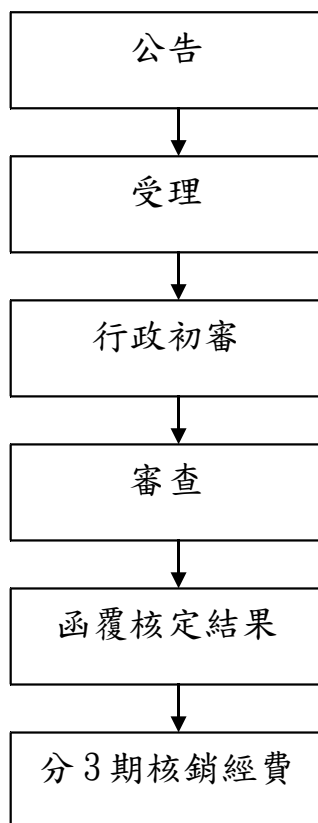 公告
受理
行政初審
審查
函覆核定結果
分3期核銷經費